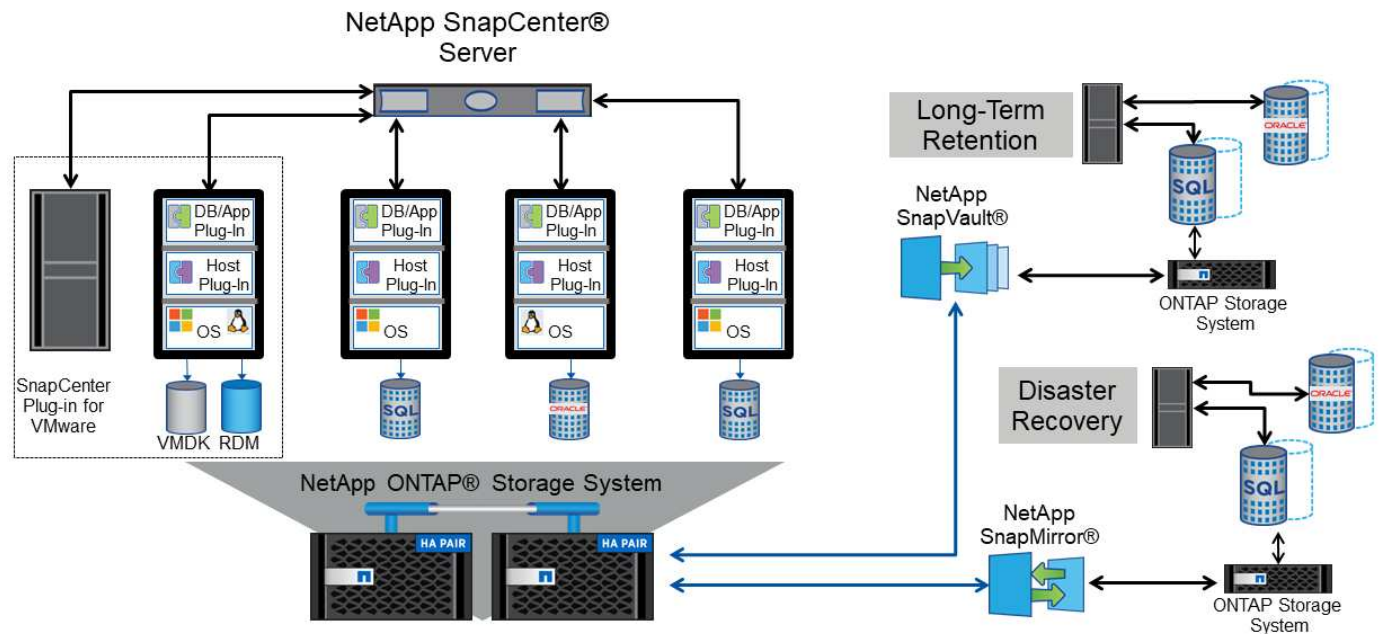 NetApp SnapCenter®
Server
SnapCenter
Plug-in for
VMware
DB/App
Plug-In
Host
Plug-In
OS
VMDK
RDM
DB/App
Plug-In
Host
Plug-In
OS
SQL
DB/App
Plug-In
Host
Plug-In
OS
ORACLE
DB/App
Plug-In
Host
Plug-In
OS
SQL
NetApp ONTAP® Storage System
HA PAIR
HA PAIR
Long-Term
Retention
ORACLE
SQL
NetApp
SnapVault®
ONTAP Storage
System
Disaster
Recovery
ORACLE
SQL
NetApp
SnapMirror®
ONTAP Storage
System